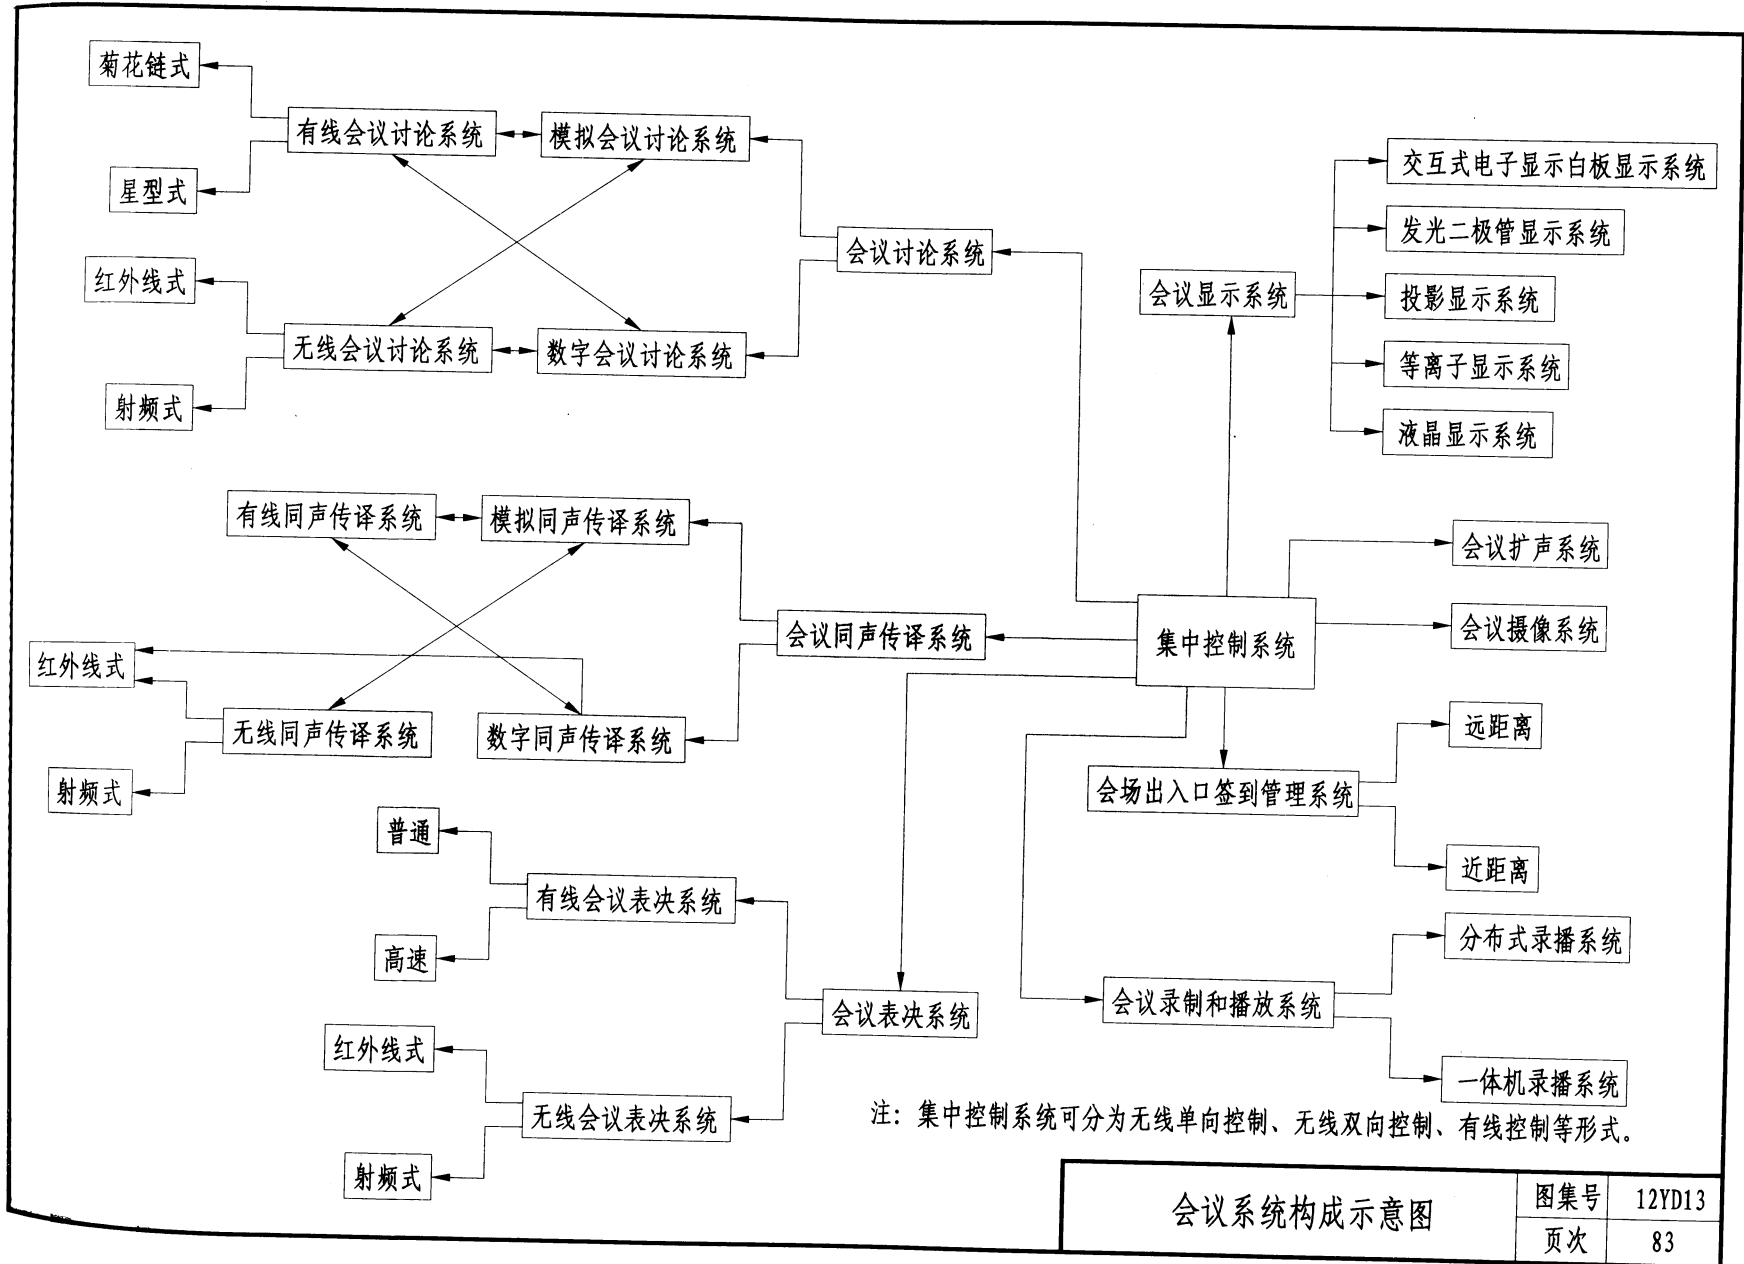 菊花链式
有线会议讨论系统
模拟会议讨论系统
星型式
红外线式
无线会议讨论系统
数字会议讨论系统
射频式
会议讨论系统
会议显示系统
交互式电子显示白板显示系统
发光二极管显示系统
投影显示系统
等离子显示系统
液晶显示系统
有线同声传译系统
模拟同声传译系统
会议同声传译系统
红外线式
无线同声传译系统
数字同声传译系统
射频式
集中控制系统
会议扩声系统
会议摄像系统
会场出入口签到管理系统
远距离
近距离
普通
有线会议表决系统
高速
会议表决系统
红外线式
无线会议表决系统
射频式
会议录制和播放系统
分布式录播系统
一体机录播系统
注：集中控制系统可分为无线单向控制、无线双向控制、有线控制等形式。
会议系统构成示意图
图集号 12YD13
页次 83